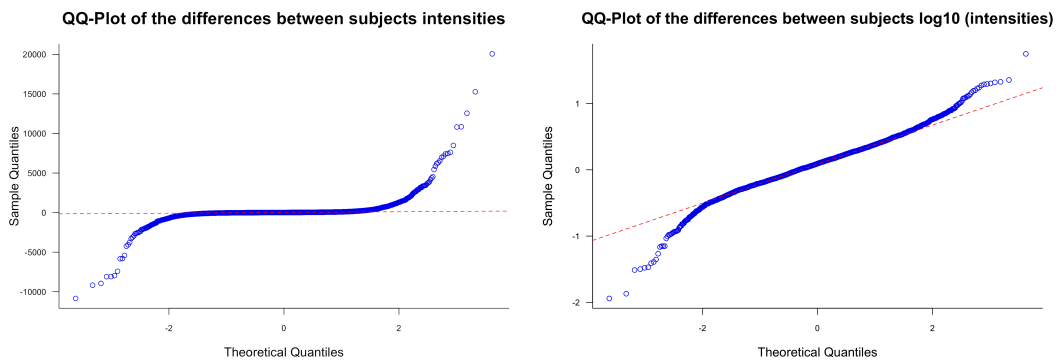 QQ-Plot of the differences between subjects intensities
20000
15000
10000
5000
0
-5000
-10000
Sample Quantiles
-2
0
2
Theoretical Quantiles
QQ-Plot of the differences between subjects log10 (intensities)
1
0
-1
-2
Sample Quantiles
-2
0
2
Theoretical Quantiles